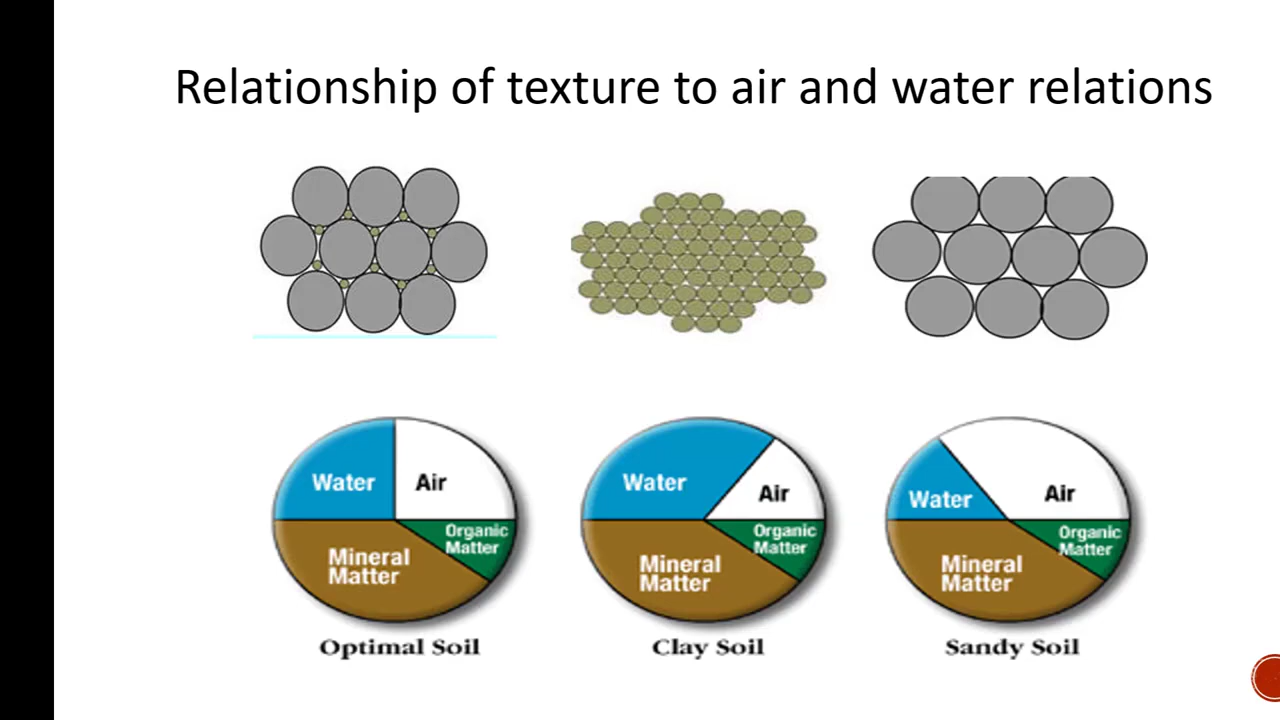 Relationship of texture to air and water relations
Water
Air
Organic
Matter
Mineral
Matter
Optimal Soil
Water
Air
Organic
Matter
Mineral
Matter
Clay Soil
Water
Air
Organic
Matter
Mineral
Matter
Sandy Soil